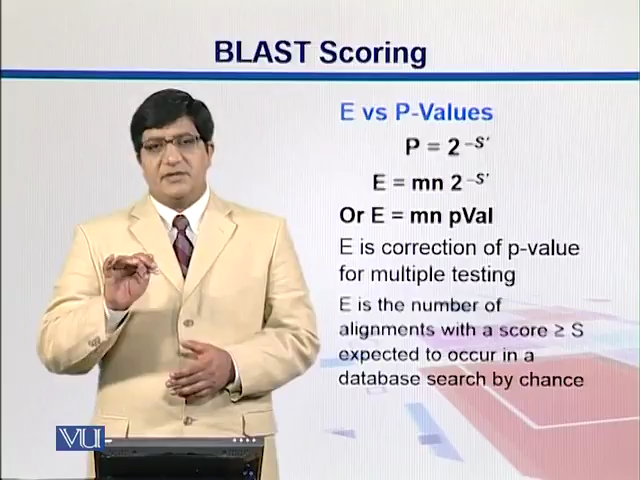 BLAST Scoring
E vs P-Values
P = 2⁻ˢ′
E = mn 2⁻ˢ′
Or E = mn pVal
E is correction of p-value
for multiple testing
E is the number of
alignments with a score ≥ S
expected to occur in a
database search by chance
VU